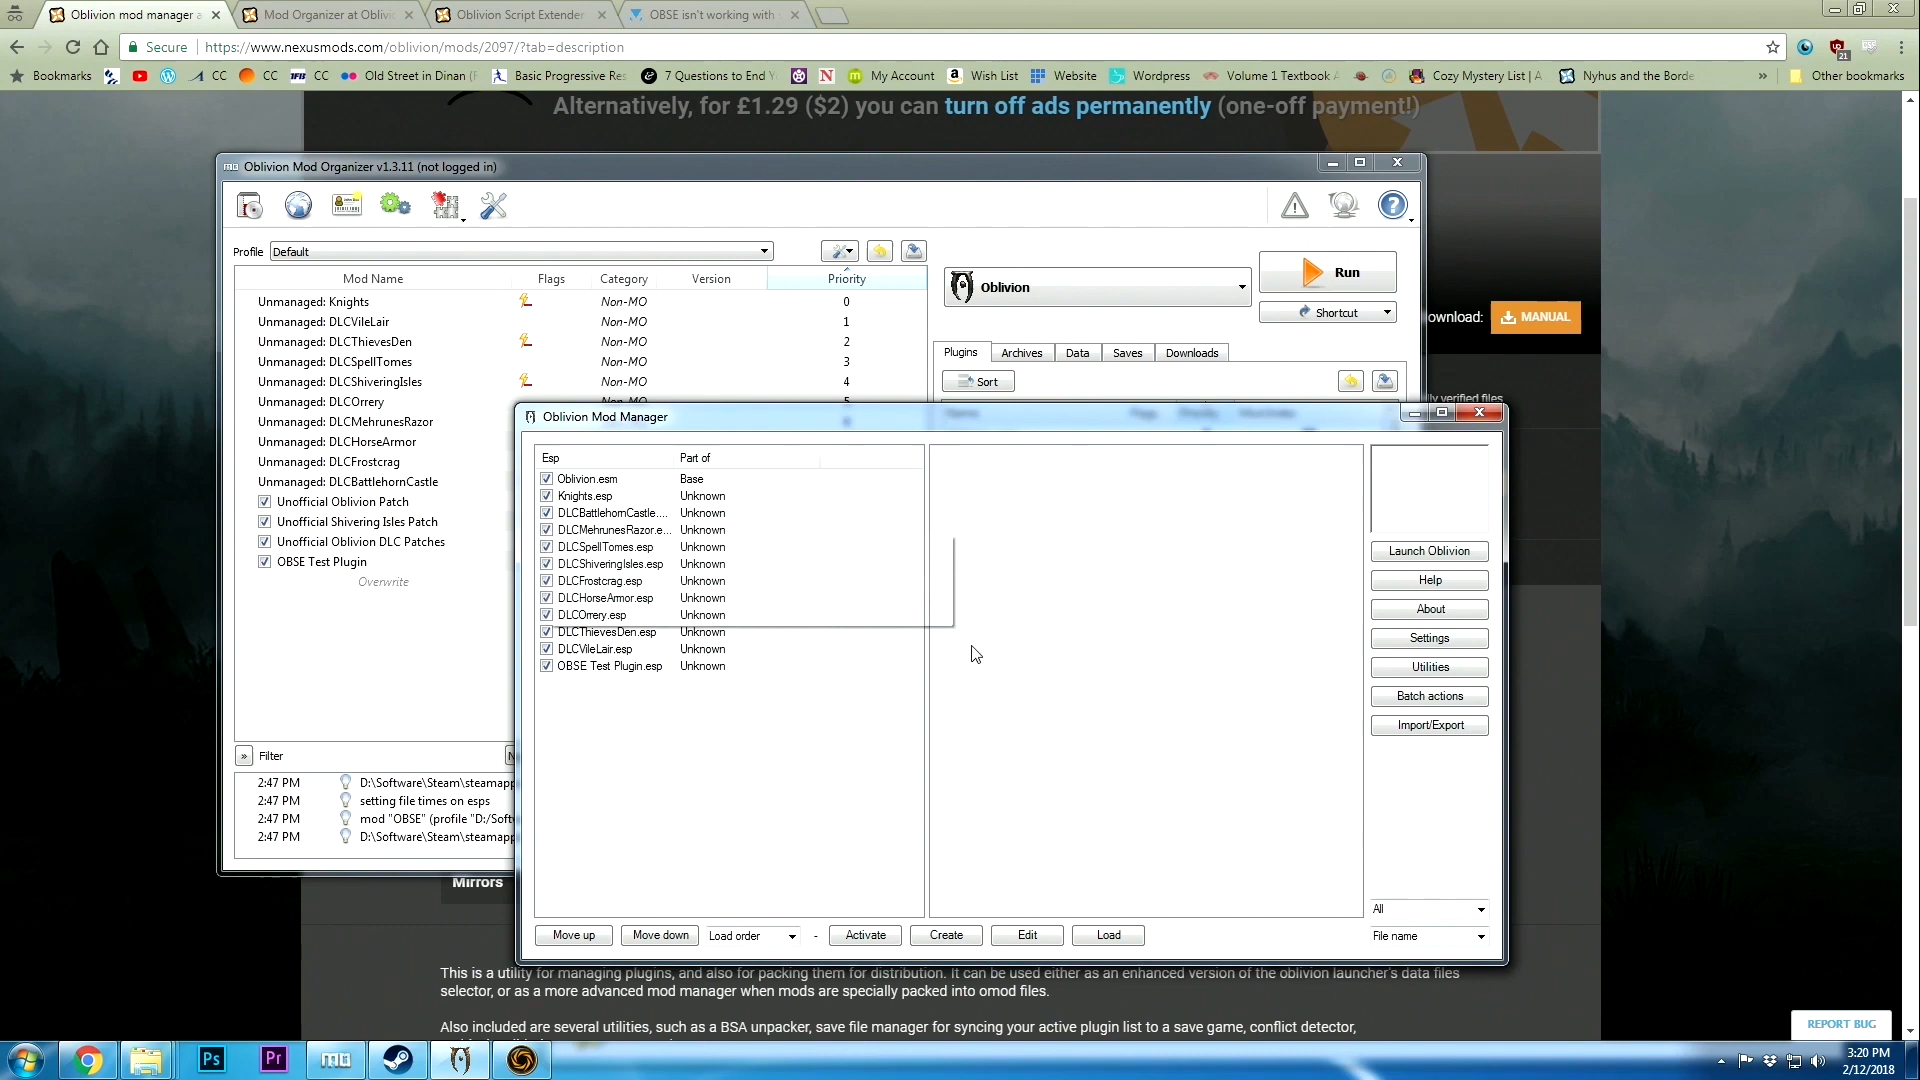 Oblivion mod manager a
Mod Organizer at Oblivi
Oblivion Script Extender
OBSE isn't working with
Secure
https://www.nexusmods.com/oblivion/mods/2097/?tab=description
21
Bookmarks
CC
CC
IFB
CC
Old Street in Dinan (F
Basic Progressive Res
7 Questions to End Y
N
My Account
Wish List
Website
Wordpress
Volume 1 Textbook A
Cozy Mystery List | A
Nyhus and the Borde
»
Other bookmarks
Alternatively, for £1.29 ($2) you can turn off ads permanently (one-off payment!)
Oblivion Mod Organizer v1.3.11 (not logged in)
Profile
Default
Mod Name
Flags
Category
Version
Priority
Unmanaged: Knights
Non-MO
0
Unmanaged: DLCVileLair
Non-MO
1
Unmanaged: DLCThievesDen
Non-MO
2
Unmanaged: DLCSpellTomes
Non-MO
3
Unmanaged: DLCShiveringIsles
Non-MO
4
Unmanaged: DLCOrrery
Non-MO
5
Unmanaged: DLCMehrunesRazor
Unmanaged: DLCHorseArmor
Unmanaged: DLCFrostcrag
Unmanaged: DLCBattlehornCastle
Unofficial Oblivion Patch
Unofficial Shivering Isles Patch
Unofficial Oblivion DLC Patches
OBSE Test Plugin
Overwrite
» Filter
2:47 PM
D:\Software\Steam\steamapp
2:47 PM
setting file times on esps
2:47 PM
mod "OBSE" (profile "D:/Soft
2:47 PM
D:\Software\Steam\steamapp
Oblivion
Run
Shortcut
Plugins
Archives
Data
Saves
Downloads
Sort
ownload:
MANUAL
lly verified files
Oblivion Mod Manager
Esp
Part of
Oblivion.esm
Base
Knights.esp
Unknown
DLCBattlehornCastle....
Unknown
DLCMehrunesRazor.e...
Unknown
DLCSpellTomes.esp
Unknown
DLCShiveringIsles.esp
Unknown
DLCFrostcrag.esp
Unknown
DLCHorseArmor.esp
Unknown
DLCOrrery.esp
Unknown
DLCThievesDen.esp
Unknown
DLCVileLair.esp
Unknown
OBSE Test Plugin.esp
Unknown
Launch Oblivion
Help
About
Settings
Utilities
Batch actions
Import/Export
All
File name
Move up
Move down
Load order
-
Activate
Create
Edit
Load
Mirrors
This is a utility for managing plugins, and also for packing them for distribution. It can be used either as an enhanced version of the oblivion launcher's data files
selector, or as a more advanced mod manager when mods are specially packed into omod files.
Also included are several utilities, such as a BSA unpacker, save file manager for syncing your active plugin list to a save game, conflict detector,
REPORT BUG
Ps
Pr
mo
3:20 PM
2/12/2018